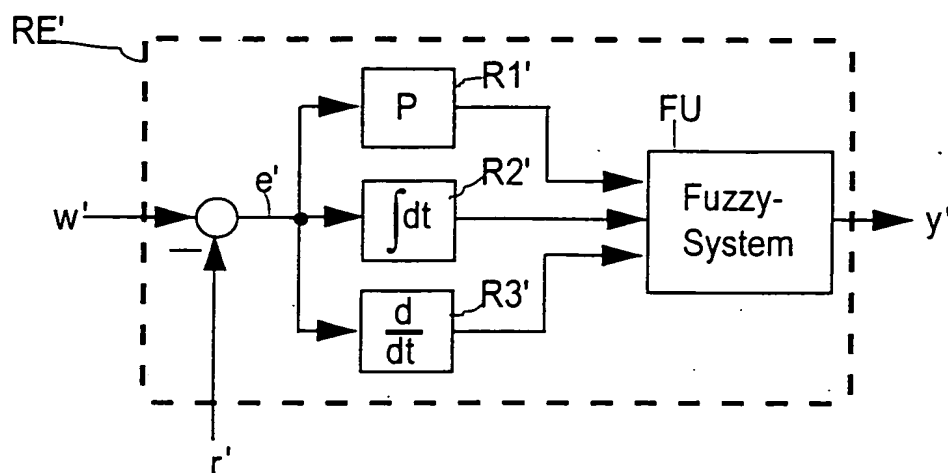 RE'
P
R1'
FU
e'
w'
—
∫dt
R2'
Fuzzy-
System
y'
d
dt
R3'
r'